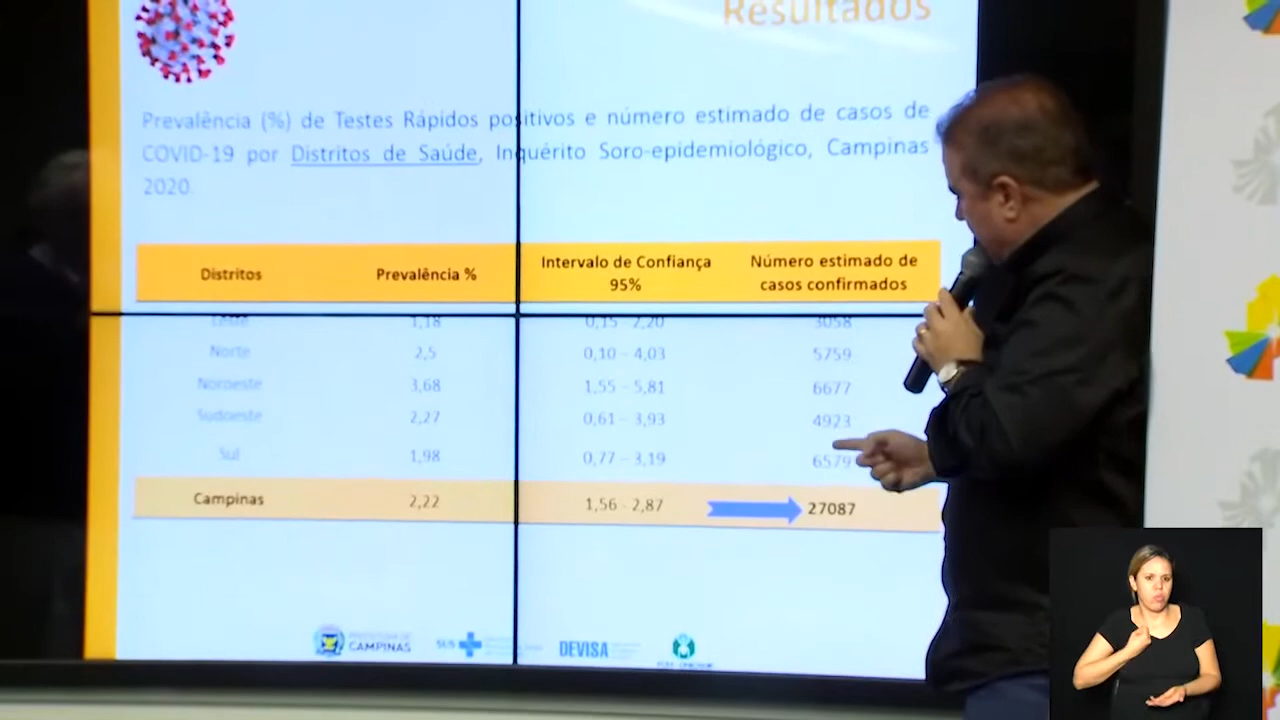 Resultados
Prevalência (%) de Testes Rápidos positivos e número estimado de casos de
COVID-19 por Distritos de Saúde, Inquérito Soro-epidemiológico, Campinas
2020.
Distritos Prevalência % Intervalo de Confiança 95% Número estimado de casos confirmados
Leste 1,18 0,15 - 2,20 3058
Norte 2,5 0,10 - 4,03 5759
Noroeste 3,68 1,55 - 5,81 6677
Sudoeste 2,27 0,61 - 3,93 4923
Sul 1,98 0,77 - 3,19 6579
Campinas 2,22 1,56 - 2,87 27087
PREFEITURA DE
CAMPINAS
SUS
DEVISA